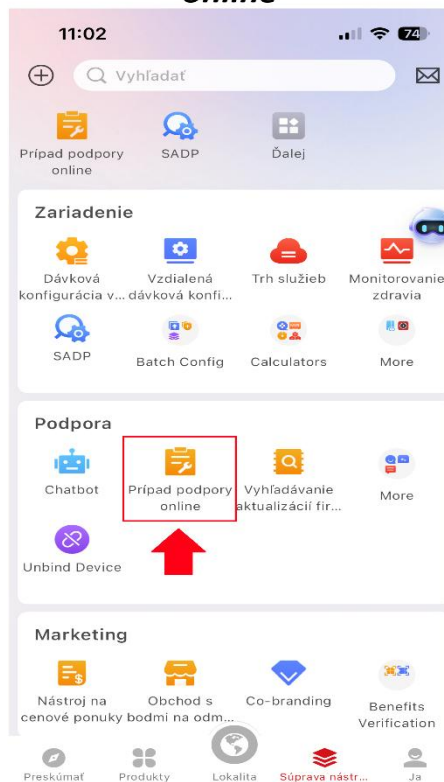 11:02
74
Vyhľadať
Prípad podpory online
SADP
Ďalej
Zariadenie
Dávková konfigurácia v...
Vzdialená dávková konfi...
Trh služieb
Monitorovanie zdravia
SADP
Batch Config
Calculators
More
Podpora
Chatbot
Prípad podpory online
Vyhľadávanie aktualizácií fir...
More
Unbind Device
Marketing
Nástroj na cenové ponuky
Obchod s bodmi na odm...
Co-branding
Benefits Verification
Preskúmať
Produkty
Lokalita
Súprava nástr...
Ja